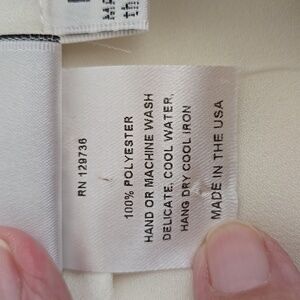 RN 129736
100% POLYESTER
HAND OR MACHINE WASH
DELICATE, COOL WATER,
HANG DRY COOL IRON
MADE IN THE USA